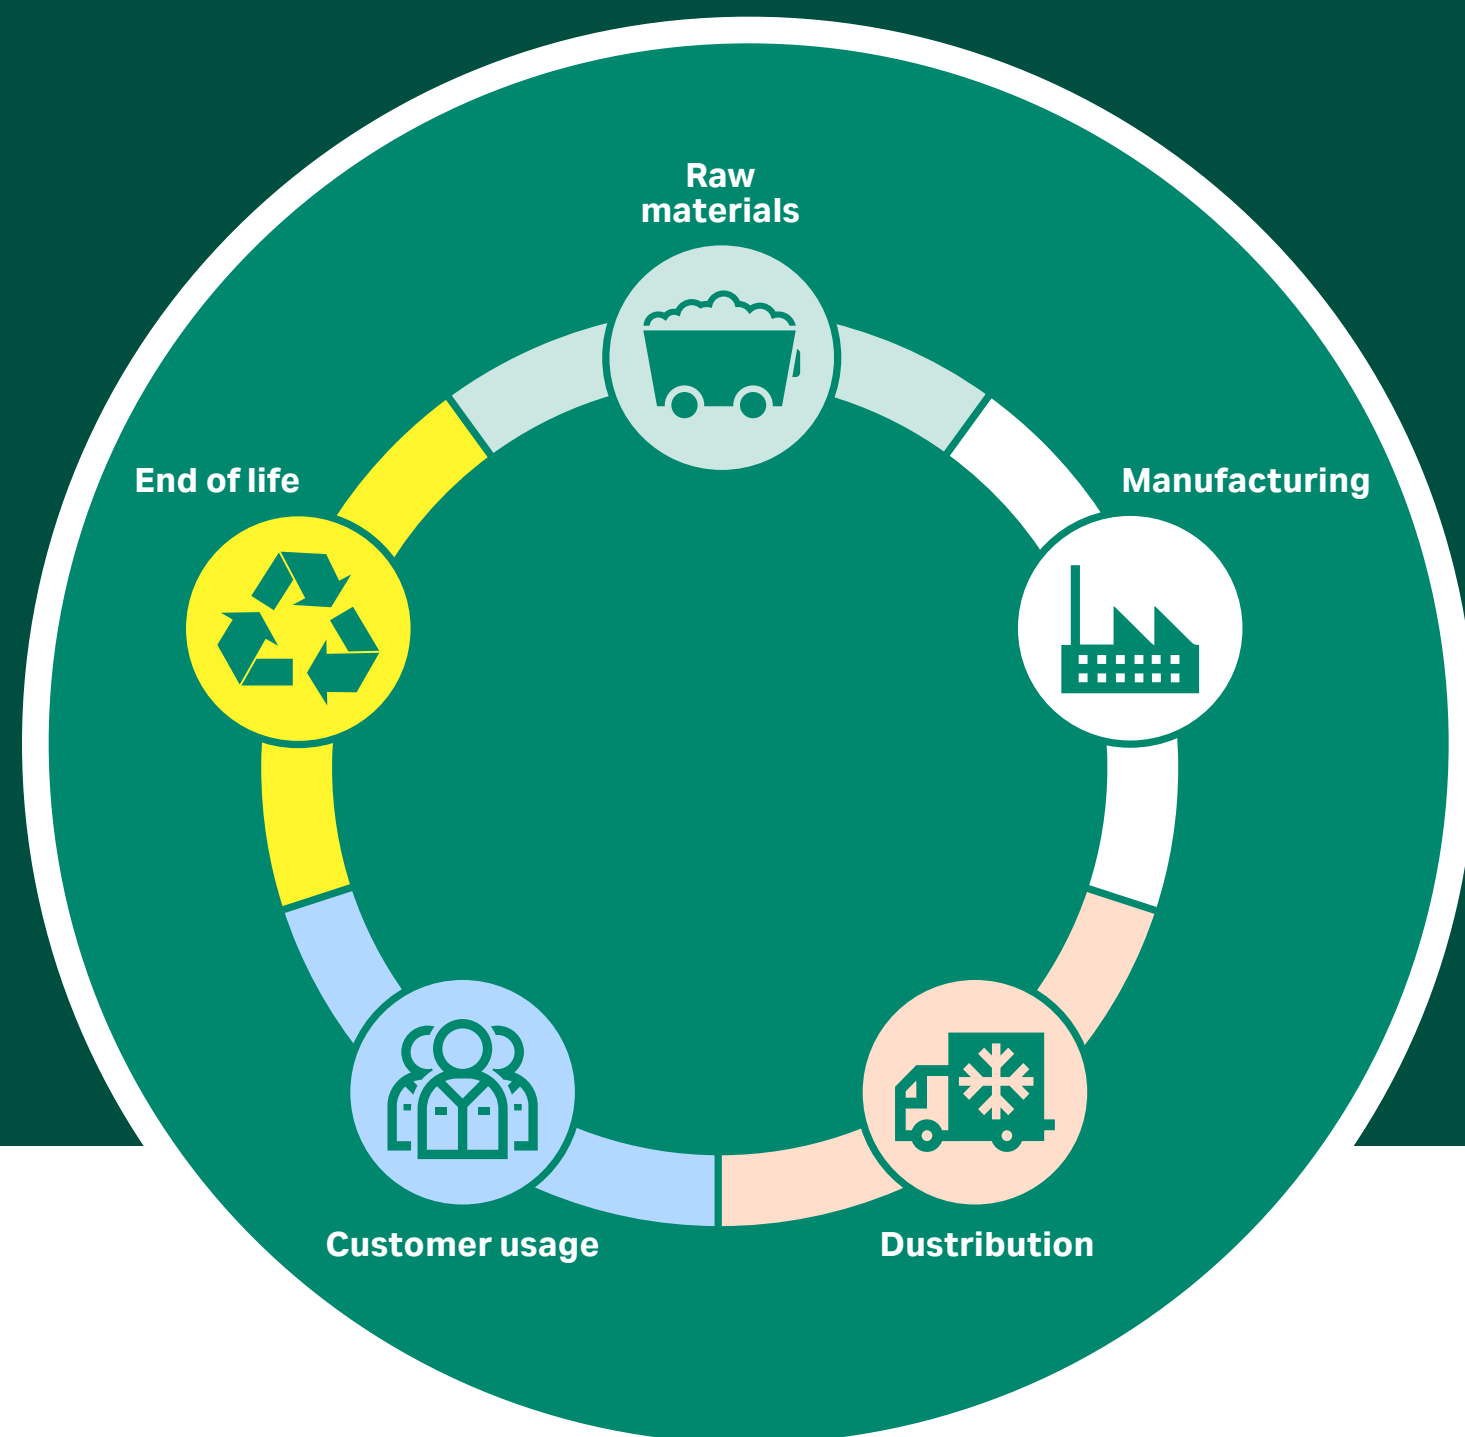 Raw
materials
End of life
Manufacturing
Customer usage
Dustribution